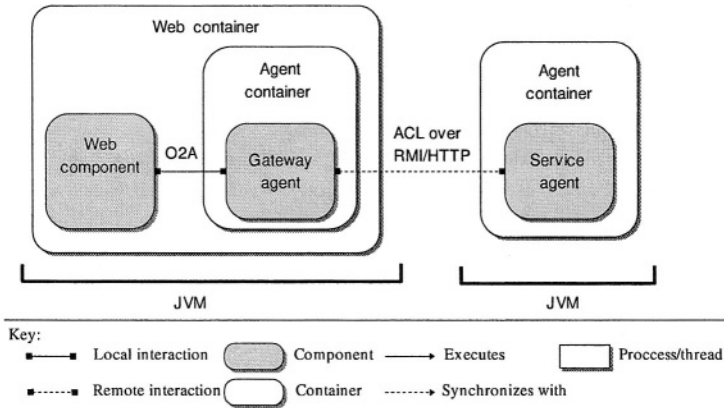 Web container
Agent
container
Agent
container
Web
component
O2A
Gateway
agent
ACL over
RMI/HTTP
Service
agent
JVM
JVM
Key:
Local interaction
Component
Executes
Proccess/thread
Remote interaction
Container
Synchronizes with